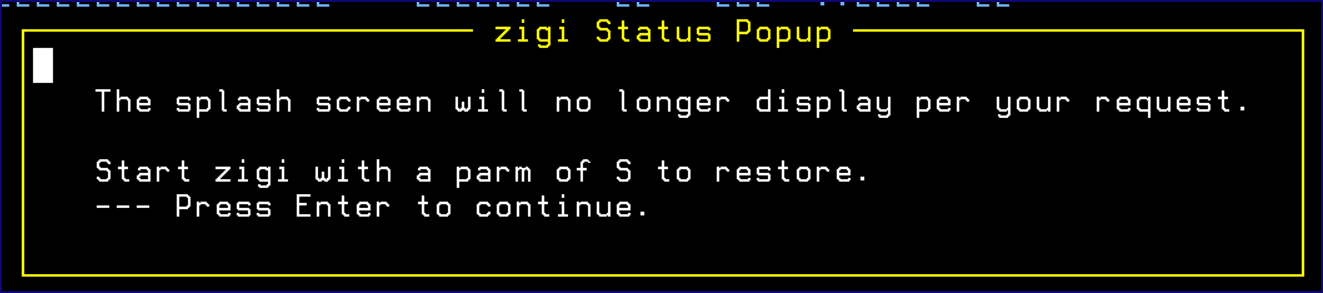 zigi Status Popup
The splash screen will no longer display per your request.
Start zigi with a parm of S to restore.
--- Press Enter to continue.